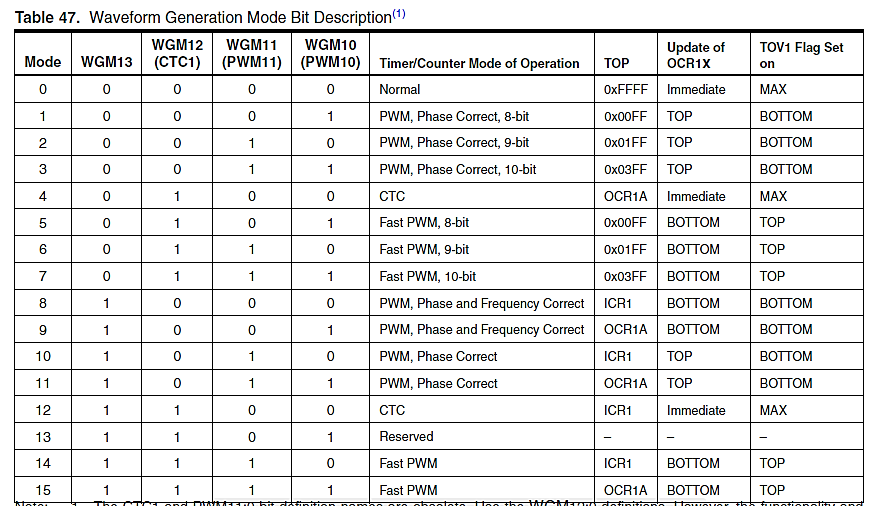 Table 47. Waveform Generation Mode Bit Description(1)
Mode WGM13 WGM12 (CTC1) WGM11 (PWM11) WGM10 (PWM10) Timer/Counter Mode of Operation TOP Update of OCR1X TOV1 Flag Set on
0 0 0 0 0 Normal 0xFFFF Immediate MAX
1 0 0 0 1 PWM, Phase Correct, 8-bit 0x00FF TOP BOTTOM
2 0 0 1 0 PWM, Phase Correct, 9-bit 0x01FF TOP BOTTOM
3 0 0 1 1 PWM, Phase Correct, 10-bit 0x03FF TOP BOTTOM
4 0 1 0 0 CTC OCR1A Immediate MAX
5 0 1 0 1 Fast PWM, 8-bit 0x00FF BOTTOM TOP
6 0 1 1 0 Fast PWM, 9-bit 0x01FF BOTTOM TOP
7 0 1 1 1 Fast PWM, 10-bit 0x03FF BOTTOM TOP
8 1 0 0 0 PWM, Phase and Frequency Correct ICR1 BOTTOM BOTTOM
9 1 0 0 1 PWM, Phase and Frequency Correct OCR1A BOTTOM BOTTOM
10 1 0 1 0 PWM, Phase Correct ICR1 TOP BOTTOM
11 1 0 1 1 PWM, Phase Correct OCR1A TOP BOTTOM
12 1 1 0 0 CTC ICR1 Immediate MAX
13 1 1 0 1 Reserved – – –
14 1 1 1 0 Fast PWM ICR1 BOTTOM TOP
15 1 1 1 1 Fast PWM OCR1A BOTTOM TOP
Note: 1. The CTC1 and PWM11:0 bit definition names are obsolete. Use the WGM12:0 definitions. However, the functionality and